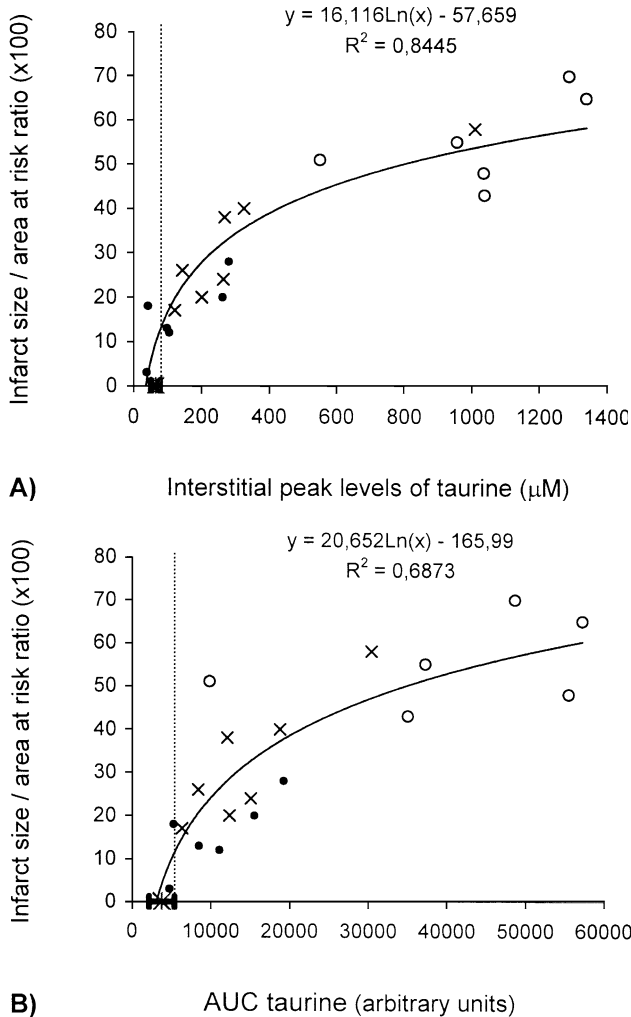 y = 16,116Ln(x) - 57,659
R² = 0,8445
Infarct size / area at risk ratio (x100)
80
70
60
50
40
30
20
10
0
0 200 400 600 800 1000 1200 1400
A) Interstitial peak levels of taurine (µM)
y = 20,652Ln(x) - 165,99
R² = 0,6873
Infarct size / area at risk ratio (x100)
80
70
60
50
40
30
20
10
0
0 10000 20000 30000 40000 50000 60000
B) AUC taurine (arbitrary units)